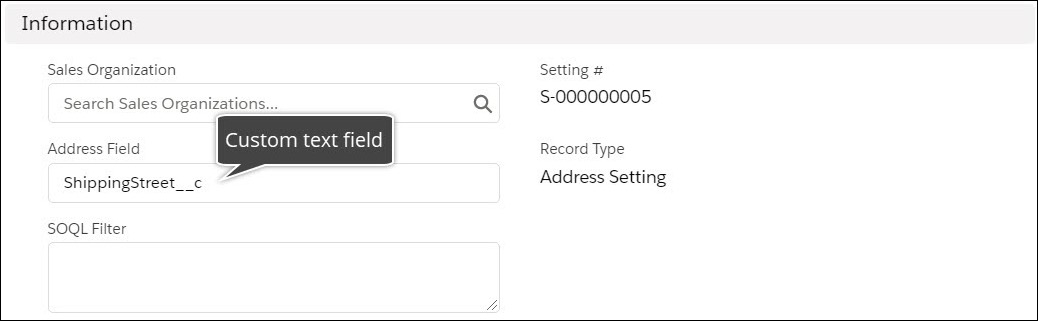 Information
Sales Organization
Search Sales Organizations...
Setting #
S-000000005
Address Field
Custom text field
ShippingStreet__c
Record Type
Address Setting
SOQL Filter